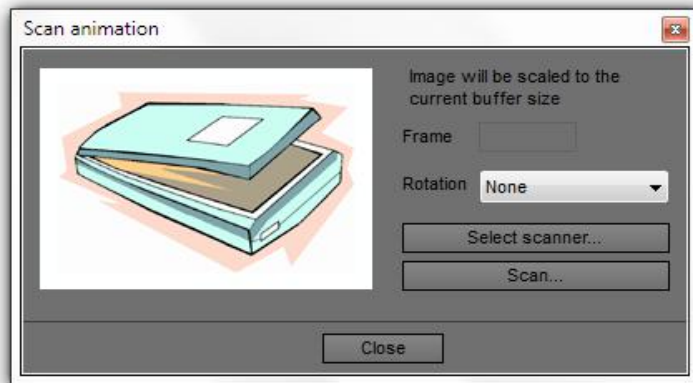 Scan animation
Image will be scaled to the
current buffer size
Frame
Rotation
None
Select scanner...
Scan...
Close